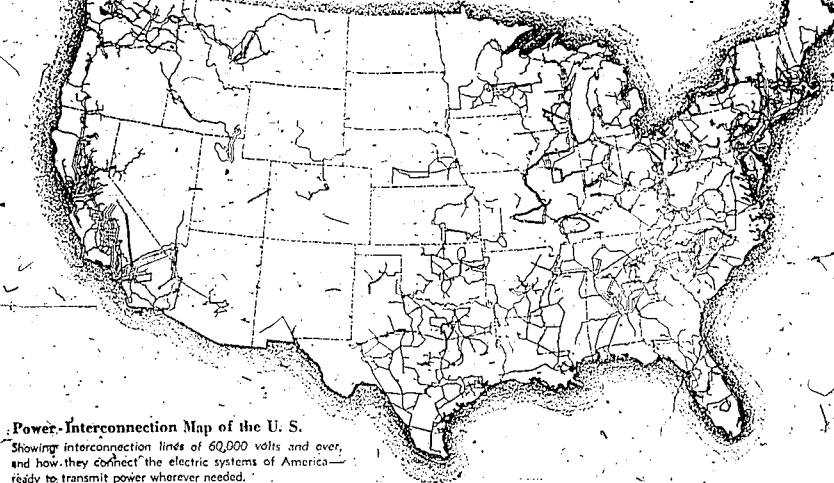 Power-Interconnection Map of the U. S.
Showing interconnection lines of 60,000 volts and over,
and how they connect the electric systems of America—
ready to transmit power wherever needed.